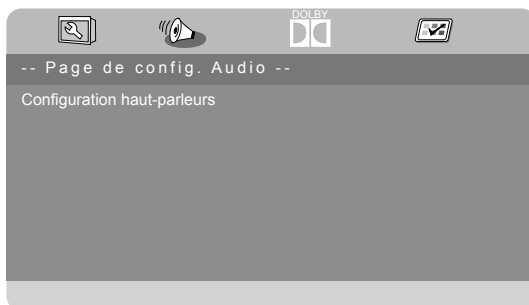 DOLBY
-- Page de config. Audio --
Configuration haut-parleurs